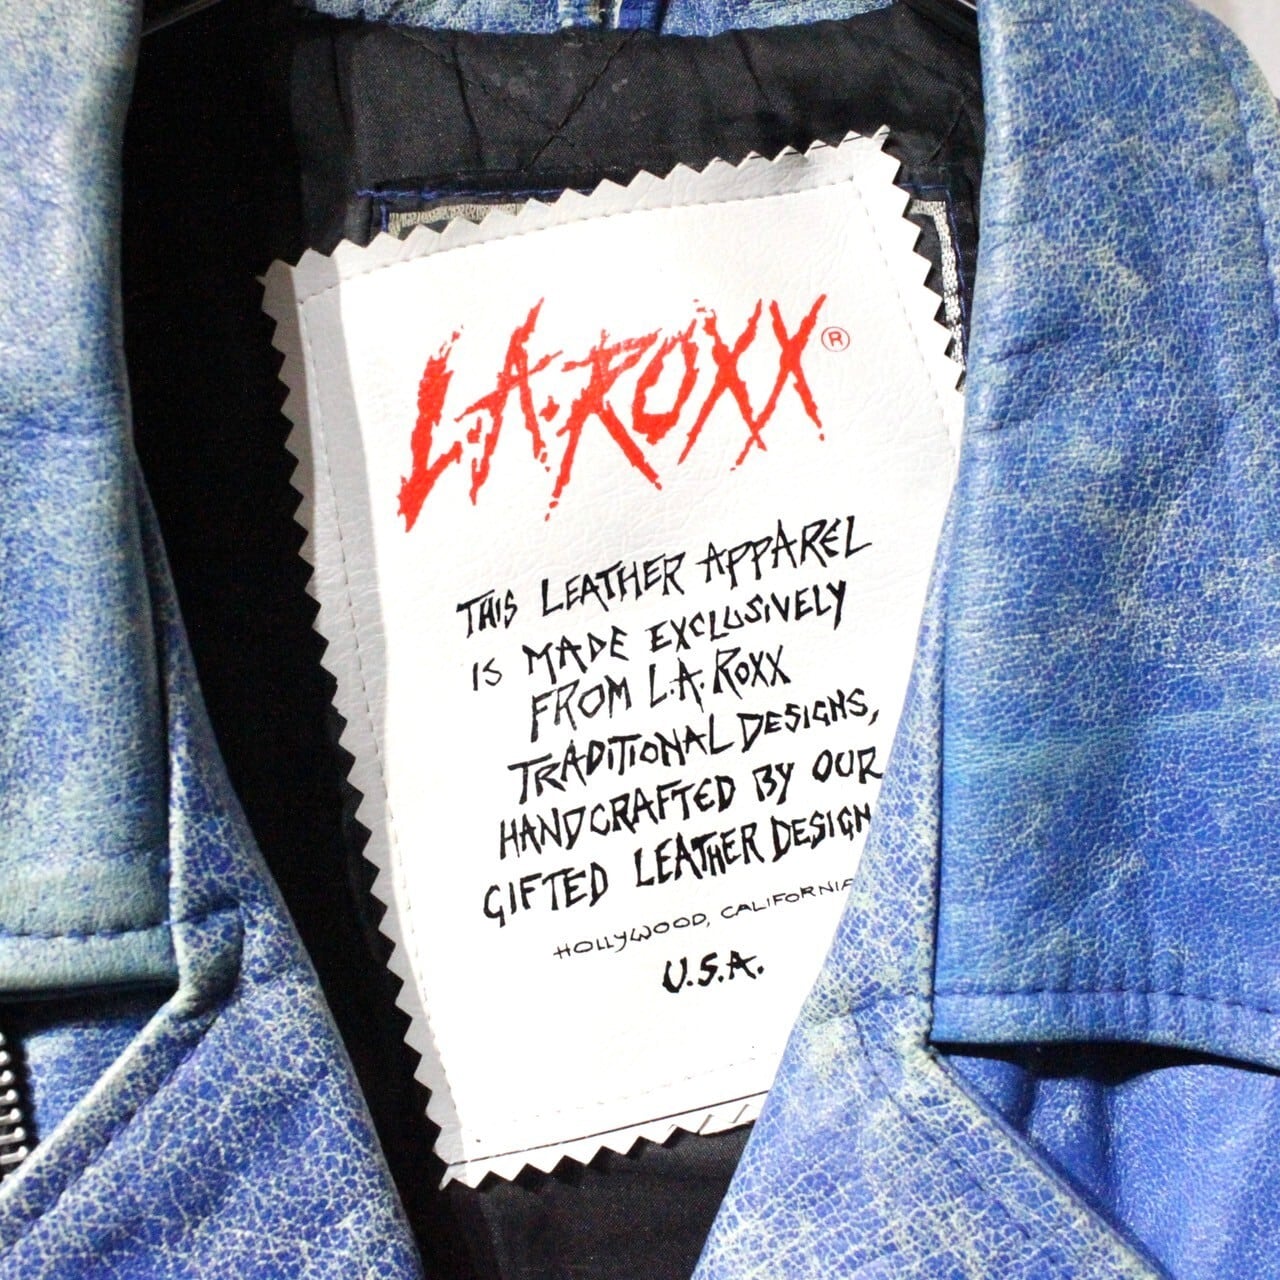 L.A.ROXX®
THIS LEATHER APPAREL
IS MADE EXCLUSIVELY
FROM L.A. ROXX
TRADITIONAL DESIGNS,
HANDCRAFTED BY OUR
GIFTED LEATHER DESIGN
HOLLYWOOD, CALIFORNIA
U.S.A.